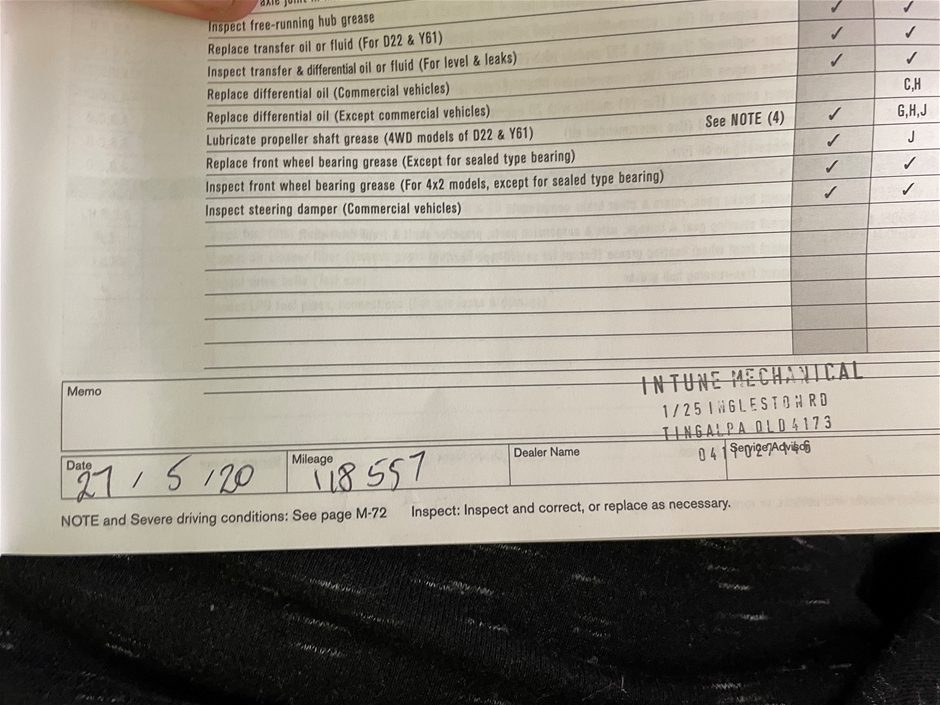 Inspect free-running hub grease ✓ ✓
Replace transfer oil or fluid (For D22 & Y61) ✓ ✓
Inspect transfer & differential oil or fluid (For level & leaks) ✓ ✓
Replace differential oil (Commercial vehicles) C,H
Replace differential oil (Except commercial vehicles) See NOTE (4) ✓ G,H,J
Lubricate propeller shaft grease (4WD models of D22 & Y61) ✓ J
Replace front wheel bearing grease (Except for sealed type bearing) ✓ ✓
Inspect front wheel bearing grease (For 4x2 models, except for sealed type bearing) ✓ ✓
Inspect steering damper (Commercial vehicles)
Memo
INTUNE MECHANICAL
1/25 INGLESTON RD
TINGALPA QLD 4173
Date 27 / 5 / 20
Mileage 118 557
Dealer Name
Service Advisor
NOTE and Severe driving conditions: See page M-72 Inspect: Inspect and correct, or replace as necessary.